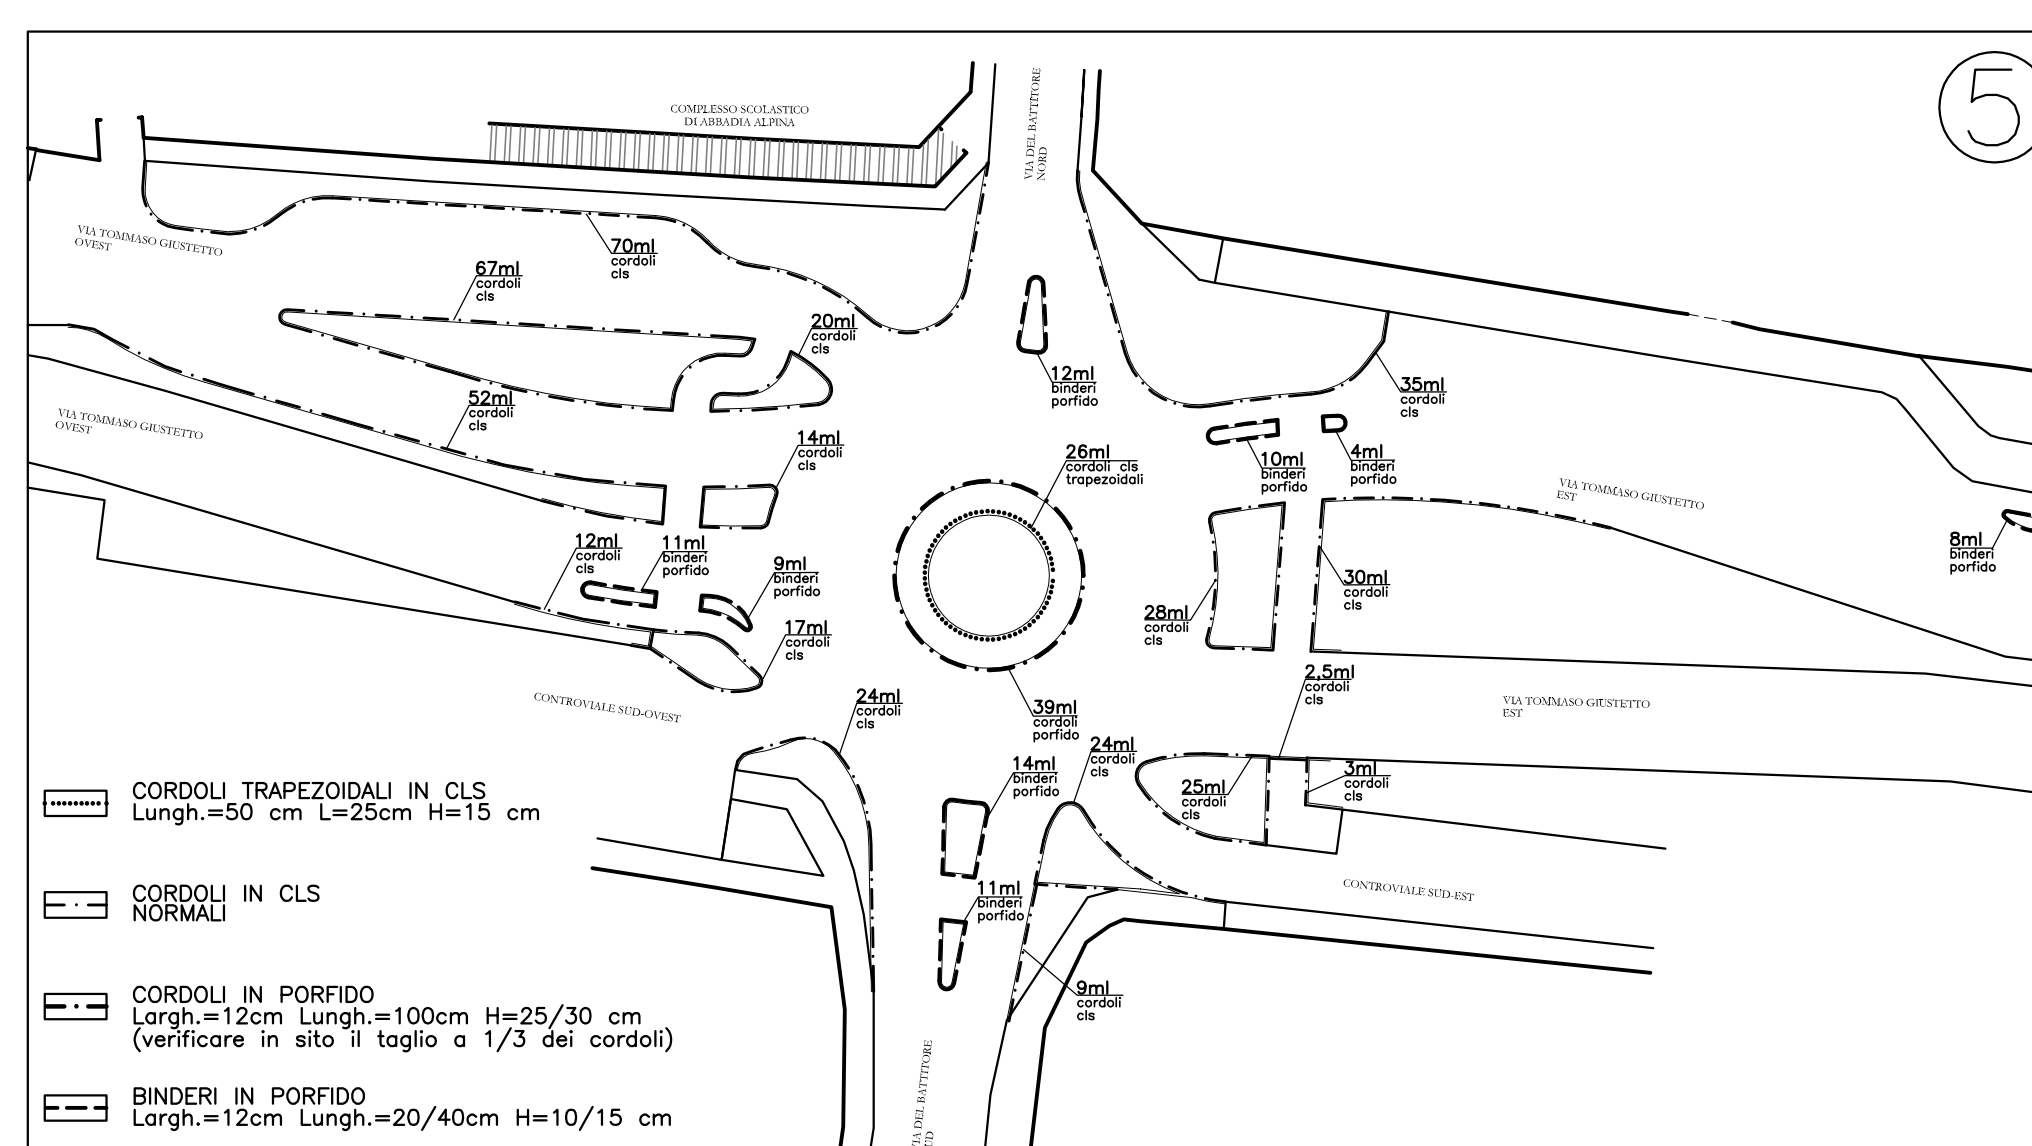 5
COMPLESSO SCOLASTICO
DI ABBADIA ALPINA
VIA DEL BATTITORE
NORD
VIA TOMMASO GIUSTETTO
OVEST
70ml
cordoli
cls
67ml
cordoli
cls
20ml
cordoli
cls
12ml
binderi
porfido
35ml
cordoli
cls
52ml
cordoli
cls
VIA TOMMASO GIUSTETTO
OVEST
14ml
cordoli
cls
26ml
cordoli cls
trapezoidali
10ml
binderi
porfido
4ml
binderi
porfido
VIA TOMMASO GIUSTETTO
EST
12ml
cordoli
cls
11ml
binderi
porfido
9ml
binderi
porfido
8ml
binderi
porfido
30ml
cordoli
cls
28ml
cordoli
cls
17ml
cordoli
cls
2,5ml
cordoli
cls
CONTROVIALE SUD-OVEST
24ml
cordoli
cls
39ml
cordoli
porfido
VIA TOMMASO GIUSTETTO
EST
24ml
cordoli
cls
14ml
binderi
porfido
25ml
cordoli
cls
3ml
cordoli
cls
11ml
binderi
porfido
CONTROVIALE SUD-EST
9ml
cordoli
cls
CORDOLI TRAPEZOIDALI IN CLS
Lungh.=50 cm L=25cm H=15 cm
CORDOLI IN CLS
NORMALI
CORDOLI IN PORFIDO
Largh.=12cm Lungh.=100cm H=25/30 cm
(verificare in sito il taglio a 1/3 dei cordoli)
BINDERI IN PORFIDO
Largh.=12cm Lungh.=20/40cm H=10/15 cm
DEL BATTITORE